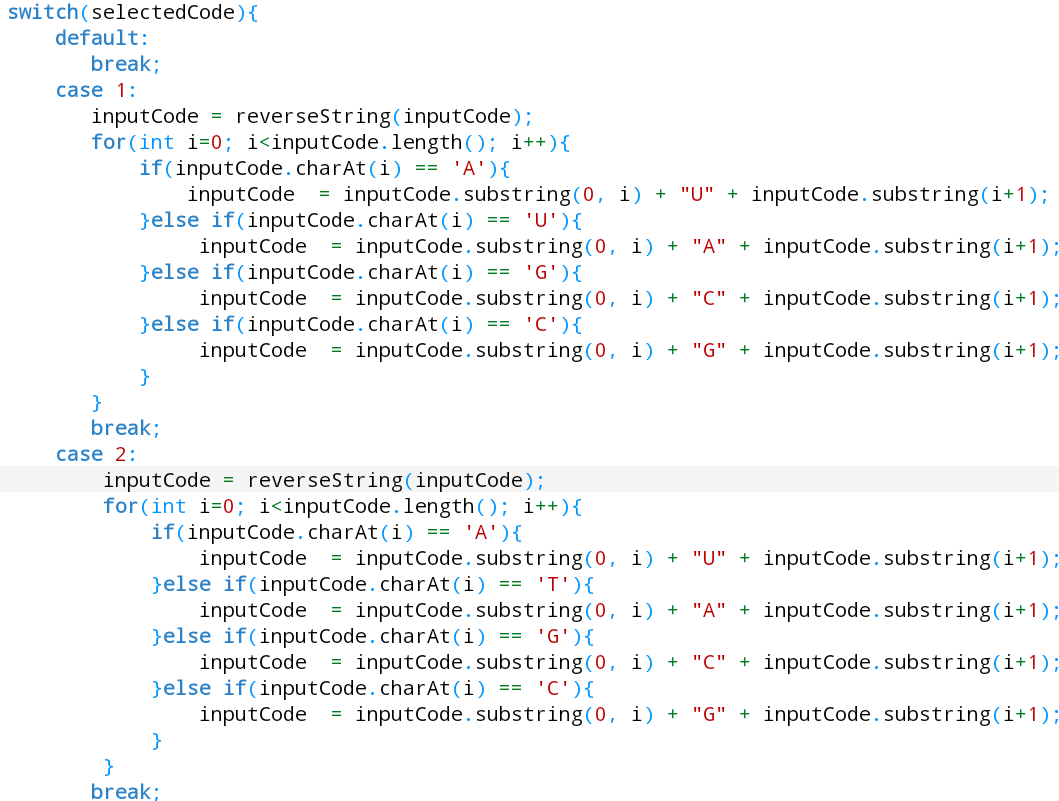 switch(selectedCode){
    default:
       break;
    case 1:
       inputCode = reverseString(inputCode);
       for(int i=0; i<inputCode.length(); i++){
           if(inputCode.charAt(i) == 'A'){
               inputCode  = inputCode.substring(0, i) + "U" + inputCode.substring(i+1);
           }else if(inputCode.charAt(i) == 'U'){
                inputCode  = inputCode.substring(0, i) + "A" + inputCode.substring(i+1);
           }else if(inputCode.charAt(i) == 'G'){
                inputCode  = inputCode.substring(0, i) + "C" + inputCode.substring(i+1);
           }else if(inputCode.charAt(i) == 'C'){
                inputCode  = inputCode.substring(0, i) + "G" + inputCode.substring(i+1);
           }
       }
       break;
    case 2:
        inputCode = reverseString(inputCode);
        for(int i=0; i<inputCode.length(); i++){
            if(inputCode.charAt(i) == 'A'){
                inputCode  = inputCode.substring(0, i) + "U" + inputCode.substring(i+1);
            }else if(inputCode.charAt(i) == 'T'){
                inputCode  = inputCode.substring(0, i) + "A" + inputCode.substring(i+1);
            }else if(inputCode.charAt(i) == 'G'){
                inputCode  = inputCode.substring(0, i) + "C" + inputCode.substring(i+1);
            }else if(inputCode.charAt(i) == 'C'){
                inputCode  = inputCode.substring(0, i) + "G" + inputCode.substring(i+1);
            }
        }
       break;